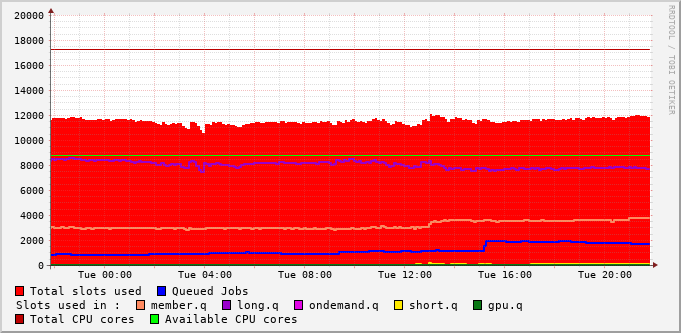 20000
18000
16000
14000
12000
10000
8000
6000
4000
2000
0
Tue 00:00 Tue 04:00 Tue 08:00 Tue 12:00 Tue 16:00 Tue 20:00
RRDTOOL / TOBI OETIKER
Total slots used Queued Jobs
Slots used in : member.q long.q ondemand.q short.q gpu.q
Total CPU cores Available CPU cores